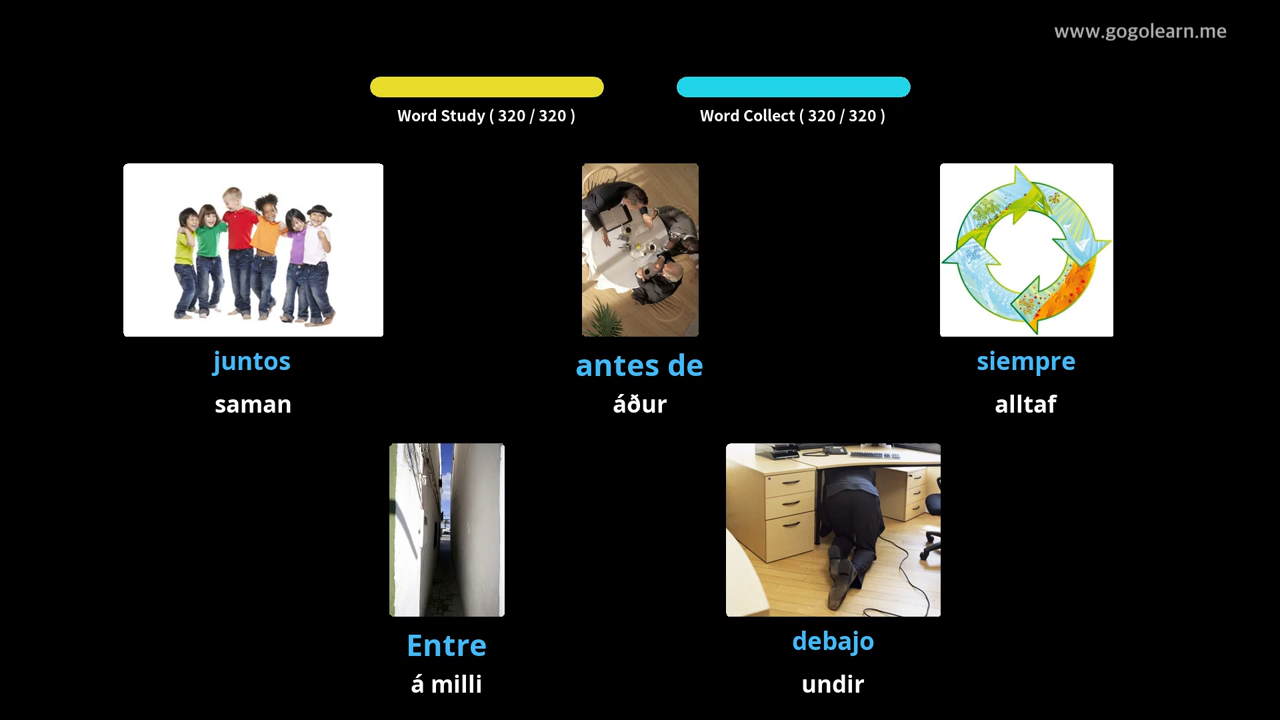 www.gogolearn.me
Word Study ( 320 / 320 )
Word Collect ( 320 / 320 )
juntos
saman
antes de
áður
siempre
alltaf
Entre
á milli
debajo
undir